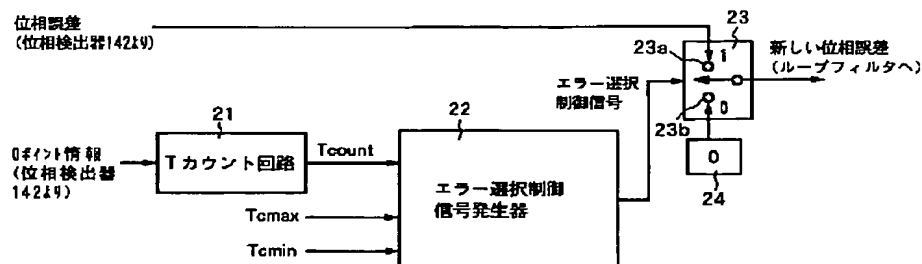 位相誤差
(位相検出器142より)
23
23a
1
新しい位相誤差
(ループフィルタへ)
エラー選択
制御信号
0
23b
0
24
21
22
0ポイント情報
(位相検出器
142より)
Tカウント回路
Tcount
エラー選択制御
信号発生器
Tcmax
Tcmin